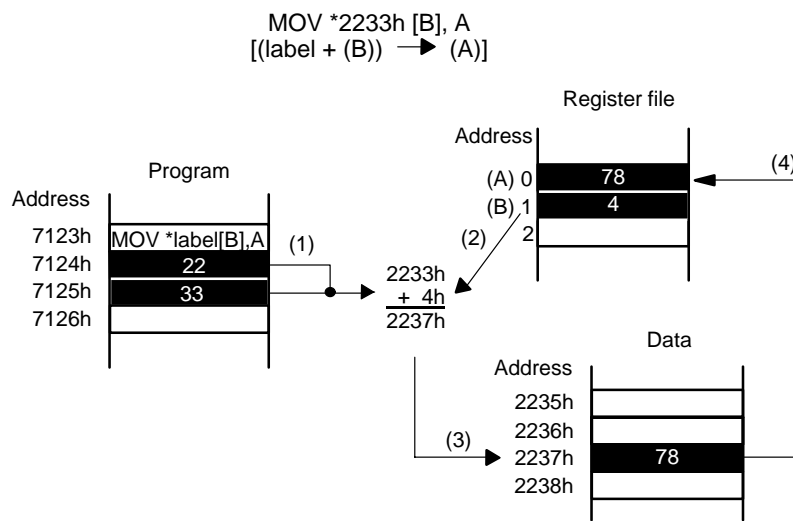 MOV *2233h [B], A
[(label + (B)) (A)]
Register file
Address
(A) 0 78 (4)
(B) 1 4
2
Program
Address
7123h MOV *label[B],A
7124h 22
7125h 33
7126h
(1)
(2)
2233h
+ 4h
2237h
(3)
Data
Address
2235h
2236h
2237h 78
2238h